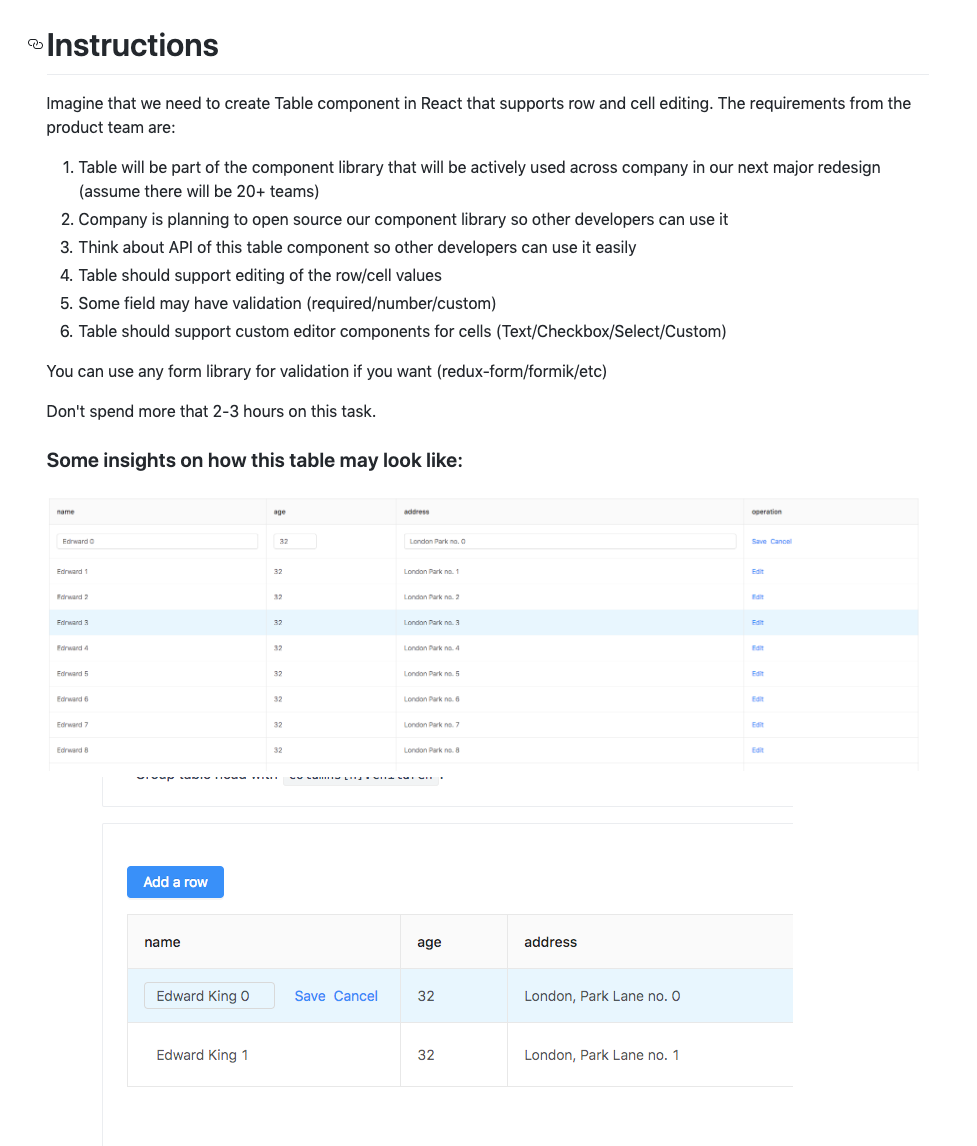 Instructions
Imagine that we need to create Table component in React that supports row and cell editing. The requirements from the
product team are:
1. Table will be part of the component library that will be actively used across company in our next major redesign
(assume there will be 20+ teams)
2. Company is planning to open source our component library so other developers can use it
3. Think about API of this table component so other developers can use it easily
4. Table should support editing of the row/cell values
5. Some field may have validation (required/number/custom)
6. Table should support custom editor components for cells (Text/Checkbox/Select/Custom)
You can use any form library for validation if you want (redux-form/formik/etc)
Don't spend more that 2-3 hours on this task.
Some insights on how this table may look like:
name age address operation
Edrward 0 32 London Park no. 0 Save Cancel
Edrward 1 32 London Park no. 1 Edit
Edrward 2 32 London Park no. 2 Edit
Edrward 3 32 London Park no. 3 Edit
Edrward 4 32 London Park no. 4 Edit
Edrward 5 32 London Park no. 5 Edit
Edrward 6 32 London Park no. 6 Edit
Edrward 7 32 London Park no. 7 Edit
Edrward 8 32 London Park no. 8 Edit
Add a row
name age address
Edward King 0 Save Cancel 32 London, Park Lane no. 0
Edward King 1 32 London, Park Lane no. 1